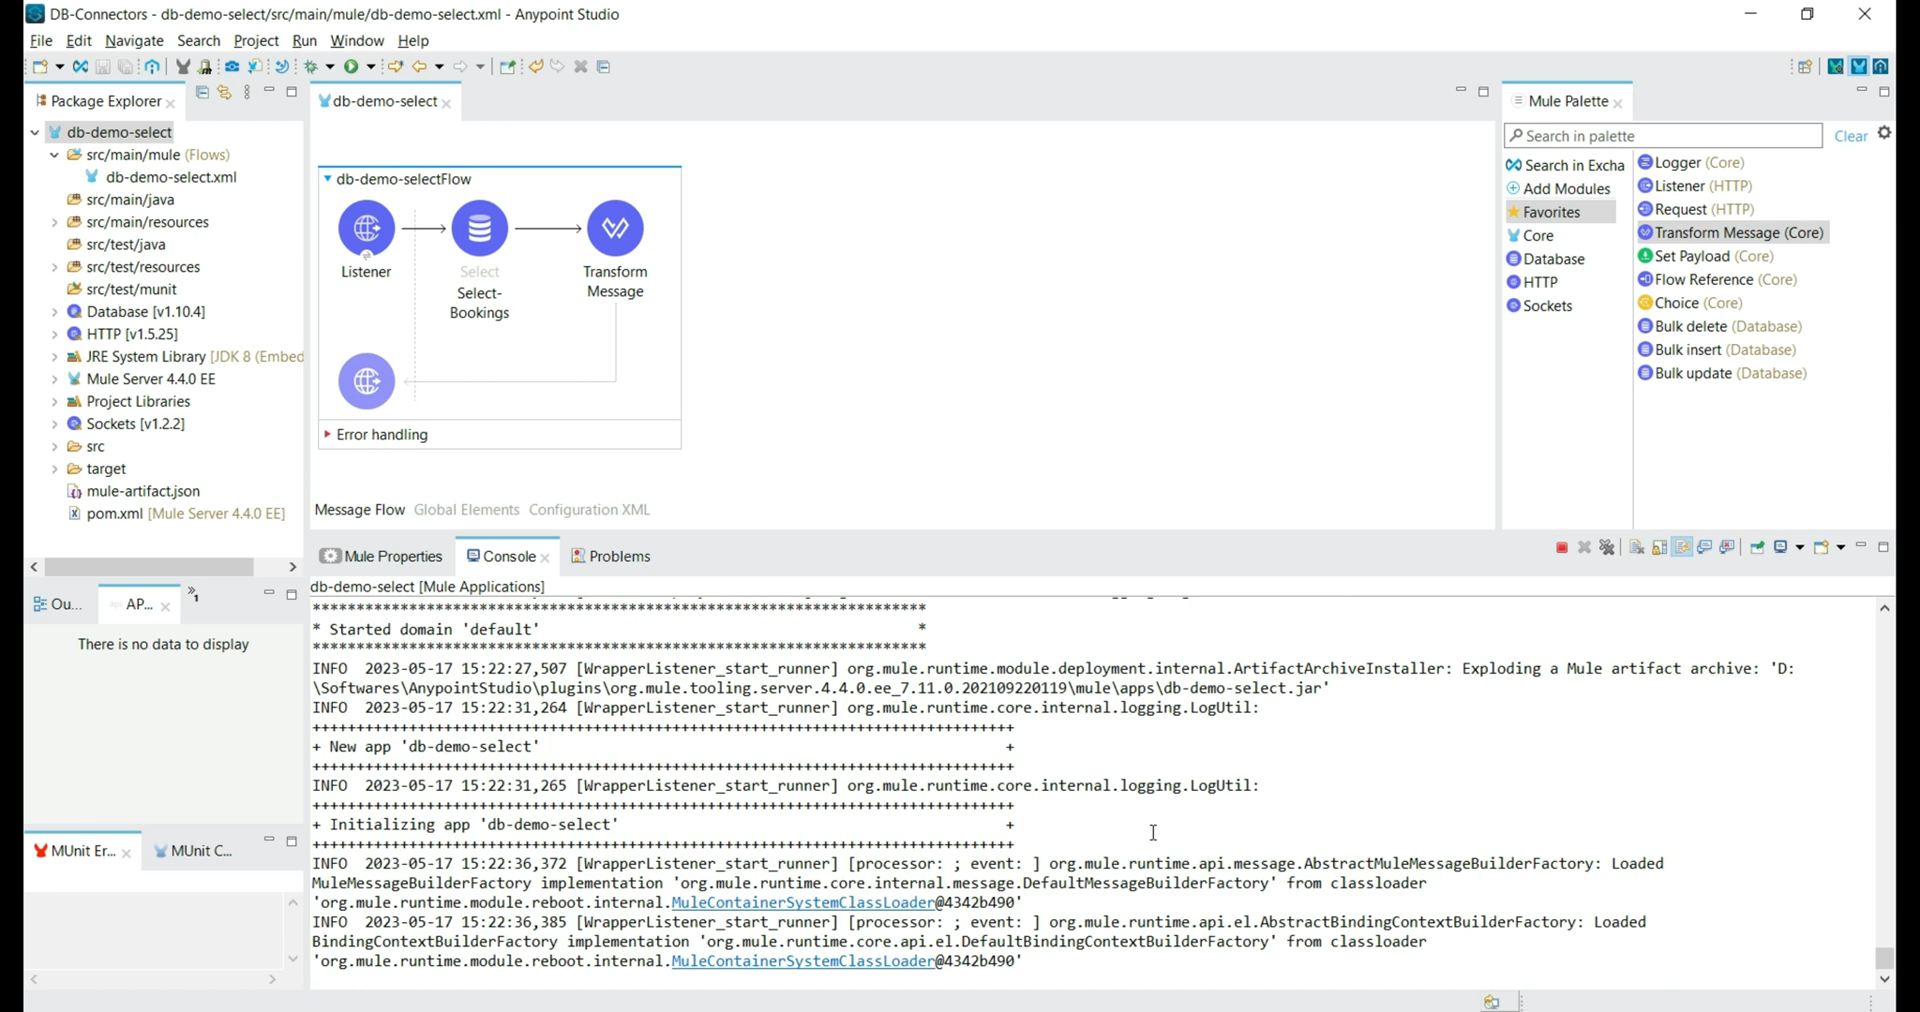 DB-Connectors - db-demo-select/src/main/mule/db-demo-select.xml - Anypoint Studio
File Edit Navigate Search Project Run Window Help
Package Explorer
db-demo-select
src/main/mule (Flows)
db-demo-select.xml
src/main/java
src/main/resources
src/test/java
src/test/resources
src/test/munit
Database [v1.10.4]
HTTP [v1.5.25]
JRE System Library [JDK 8 (Embed
Mule Server 4.4.0 EE
Project Libraries
Sockets [v1.2.2]
src
target
mule-artifact.json
pom.xml [Mule Server 4.4.0 EE]
Ou...
AP...
1
There is no data to display
MUnit Er...
MUnit C...
db-demo-select
db-demo-selectFlow
Listener
Select
Select-
Bookings
Transform
Message
Error handling
Message Flow Global Elements Configuration XML
Mule Palette
Search in palette
Clear
Search in Excha
Add Modules
Favorites
Core
Database
HTTP
Sockets
Logger (Core)
Listener (HTTP)
Request (HTTP)
Transform Message (Core)
Set Payload (Core)
Flow Reference (Core)
Choice (Core)
Bulk delete (Database)
Bulk insert (Database)
Bulk update (Database)
Mule Properties
Console
Problems
db-demo-select [Mule Applications]
**********************************************************************
* Started domain 'default' *
**********************************************************************
INFO 2023-05-17 15:22:27,507 [WrapperListener_start_runner] org.mule.runtime.module.deployment.internal.ArtifactArchiveInstaller: Exploding a Mule artifact archive: 'D:
\Softwares\AnypointStudio\plugins\org.mule.tooling.server.4.4.0.ee_7.11.0.202109220119\mule\apps\db-demo-select.jar'
INFO 2023-05-17 15:22:31,264 [WrapperListener_start_runner] org.mule.runtime.core.internal.logging.LogUtil:
++++++++++++++++++++++++++++++++++++++++++++++++++++++++++++++++++++++++++++++++
+ New app 'db-demo-select' +
++++++++++++++++++++++++++++++++++++++++++++++++++++++++++++++++++++++++++++++++
INFO 2023-05-17 15:22:31,265 [WrapperListener_start_runner] org.mule.runtime.core.internal.logging.LogUtil:
++++++++++++++++++++++++++++++++++++++++++++++++++++++++++++++++++++++++++++++++
+ Initializing app 'db-demo-select' +
++++++++++++++++++++++++++++++++++++++++++++++++++++++++++++++++++++++++++++++++
INFO 2023-05-17 15:22:36,372 [WrapperListener_start_runner] [processor: ; event: ] org.mule.runtime.api.message.AbstractMuleMessageBuilderFactory: Loaded
MuleMessageBuilderFactory implementation 'org.mule.runtime.core.internal.message.DefaultMessageBuilderFactory' from classloader
'org.mule.runtime.module.reboot.internal.MuleContainerSystemClassLoader@4342b490'
INFO 2023-05-17 15:22:36,385 [WrapperListener_start_runner] [processor: ; event: ] org.mule.runtime.api.el.AbstractBindingContextBuilderFactory: Loaded
BindingContextBuilderFactory implementation 'org.mule.runtime.core.api.el.DefaultBindingContextBuilderFactory' from classloader
'org.mule.runtime.module.reboot.internal.MuleContainerSystemClassLoader@4342b490'